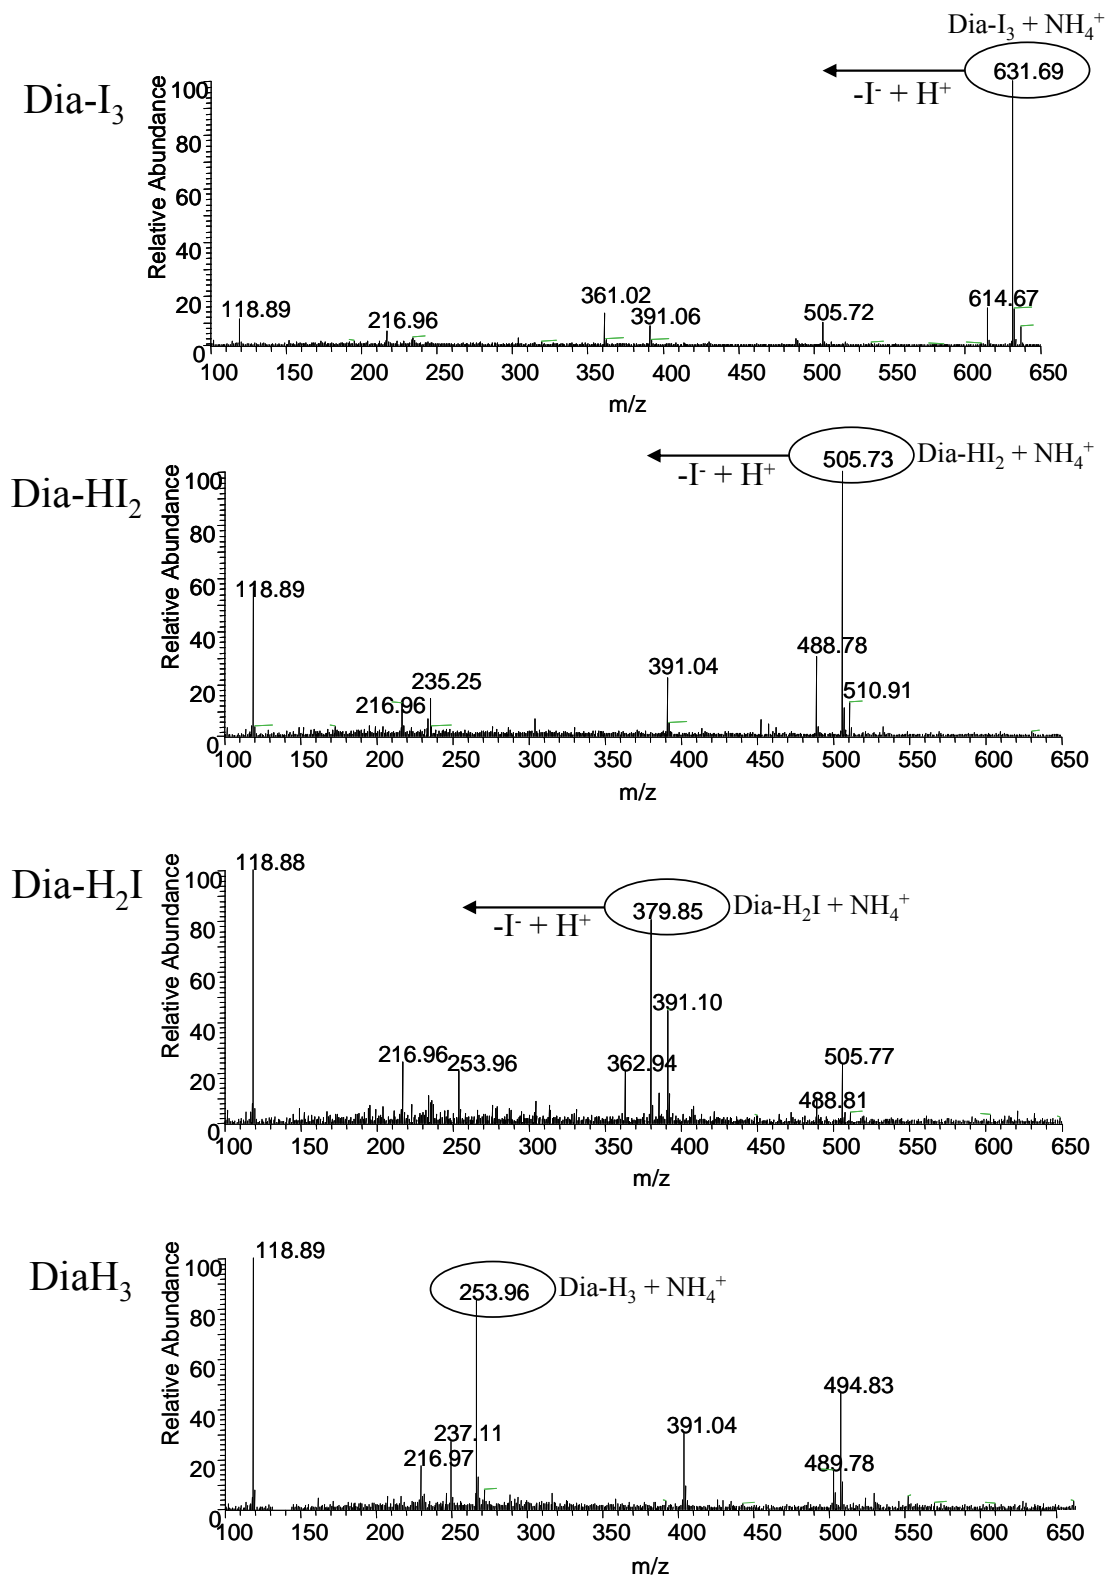 Dia-I₃ + NH₄⁺
631.69
-I⁻ + H⁺
Dia-I₃
Relative Abundance
100
80
60
40
20
0
118.89
216.96
361.02
391.06
505.72
614.67
100 150 200 250 300 350 400 450 500 550 600 650
m/z
505.73
Dia-HI₂ + NH₄⁺
-I⁻ + H⁺
Dia-HI₂
Relative Abundance
100
80
60
40
20
0
118.89
216.96
235.25
391.04
488.78
510.91
100 150 200 250 300 350 400 450 500 550 600 650
m/z
118.88
Dia-H₂I
379.85
Dia-H₂I + NH₄⁺
-I⁻ + H⁺
Relative Abundance
100
80
60
40
20
0
391.10
216.96
253.96
362.94
505.77
488.81
100 150 200 250 300 350 400 450 500 550 600 650
m/z
118.89
DiaH₃
253.96
Dia-H₃ + NH₄⁺
Relative Abundance
100
80
60
40
20
0
494.83
391.04
237.11
216.97
489.78
100 150 200 250 300 350 400 450 500 550 600 650
m/z